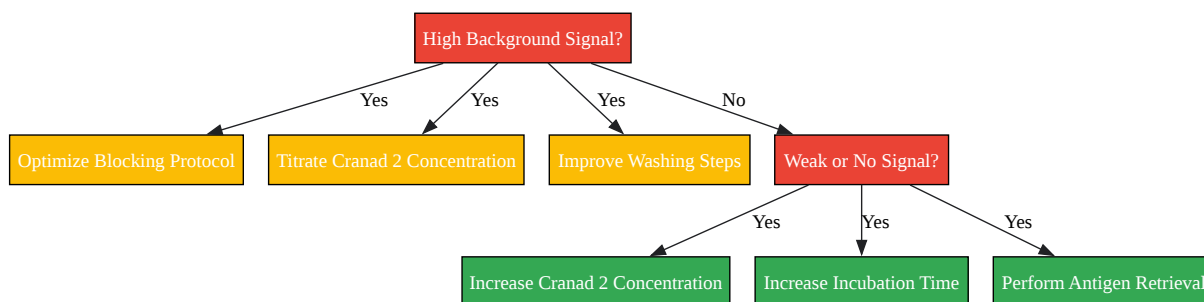 High Background Signal?
Yes
Yes
Yes
No
Optimize Blocking Protocol
Titrate Cranad 2 Concentration
Improve Washing Steps
Weak or No Signal?
Yes
Yes
Yes
Increase Cranad 2 Concentration
Increase Incubation Time
Perform Antigen Retrieval